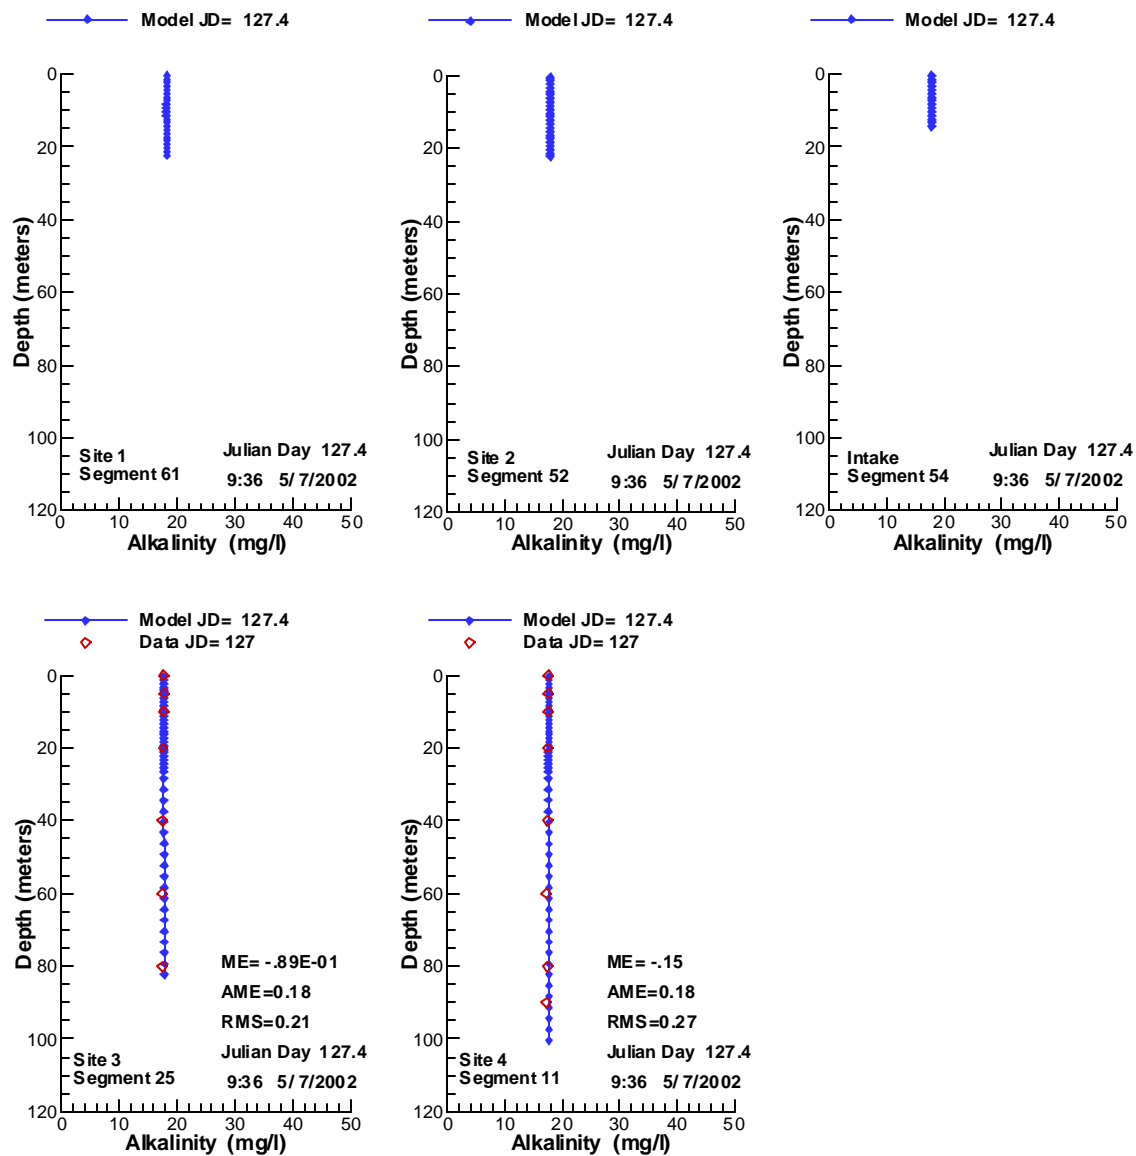 Model JD= 127.4
0
20
40
60
80
100
120
Depth (meters)
Site 1
Segment 61
Julian Day 127.4
9:36 5/7/2002
0 10 20 30 40 50
Alkalinity (mg/l)
Model JD= 127.4
0
20
40
60
80
100
120
Depth (meters)
Site 2
Segment 52
Julian Day 127.4
9:36 5/7/2002
0 10 20 30 40 50
Alkalinity (mg/l)
Model JD= 127.4
0
20
40
60
80
100
120
Depth (meters)
Intake
Segment 54
Julian Day 127.4
9:36 5/7/2002
0 10 20 30 40 50
Alkalinity (mg/l)
Model JD= 127.4
Data JD= 127
0
20
40
60
80
100
120
Depth (meters)
ME= -.89E-01
AME=0.18
RMS=0.21
Site 3
Segment 25
Julian Day 127.4
9:36 5/7/2002
0 10 20 30 40 50
Alkalinity (mg/l)
Model JD= 127.4
Data JD= 127
0
20
40
60
80
100
120
Depth (meters)
ME= -.15
AME=0.18
RMS=0.27
Site 4
Segment 11
Julian Day 127.4
9:36 5/7/2002
0 10 20 30 40 50
Alkalinity (mg/l)